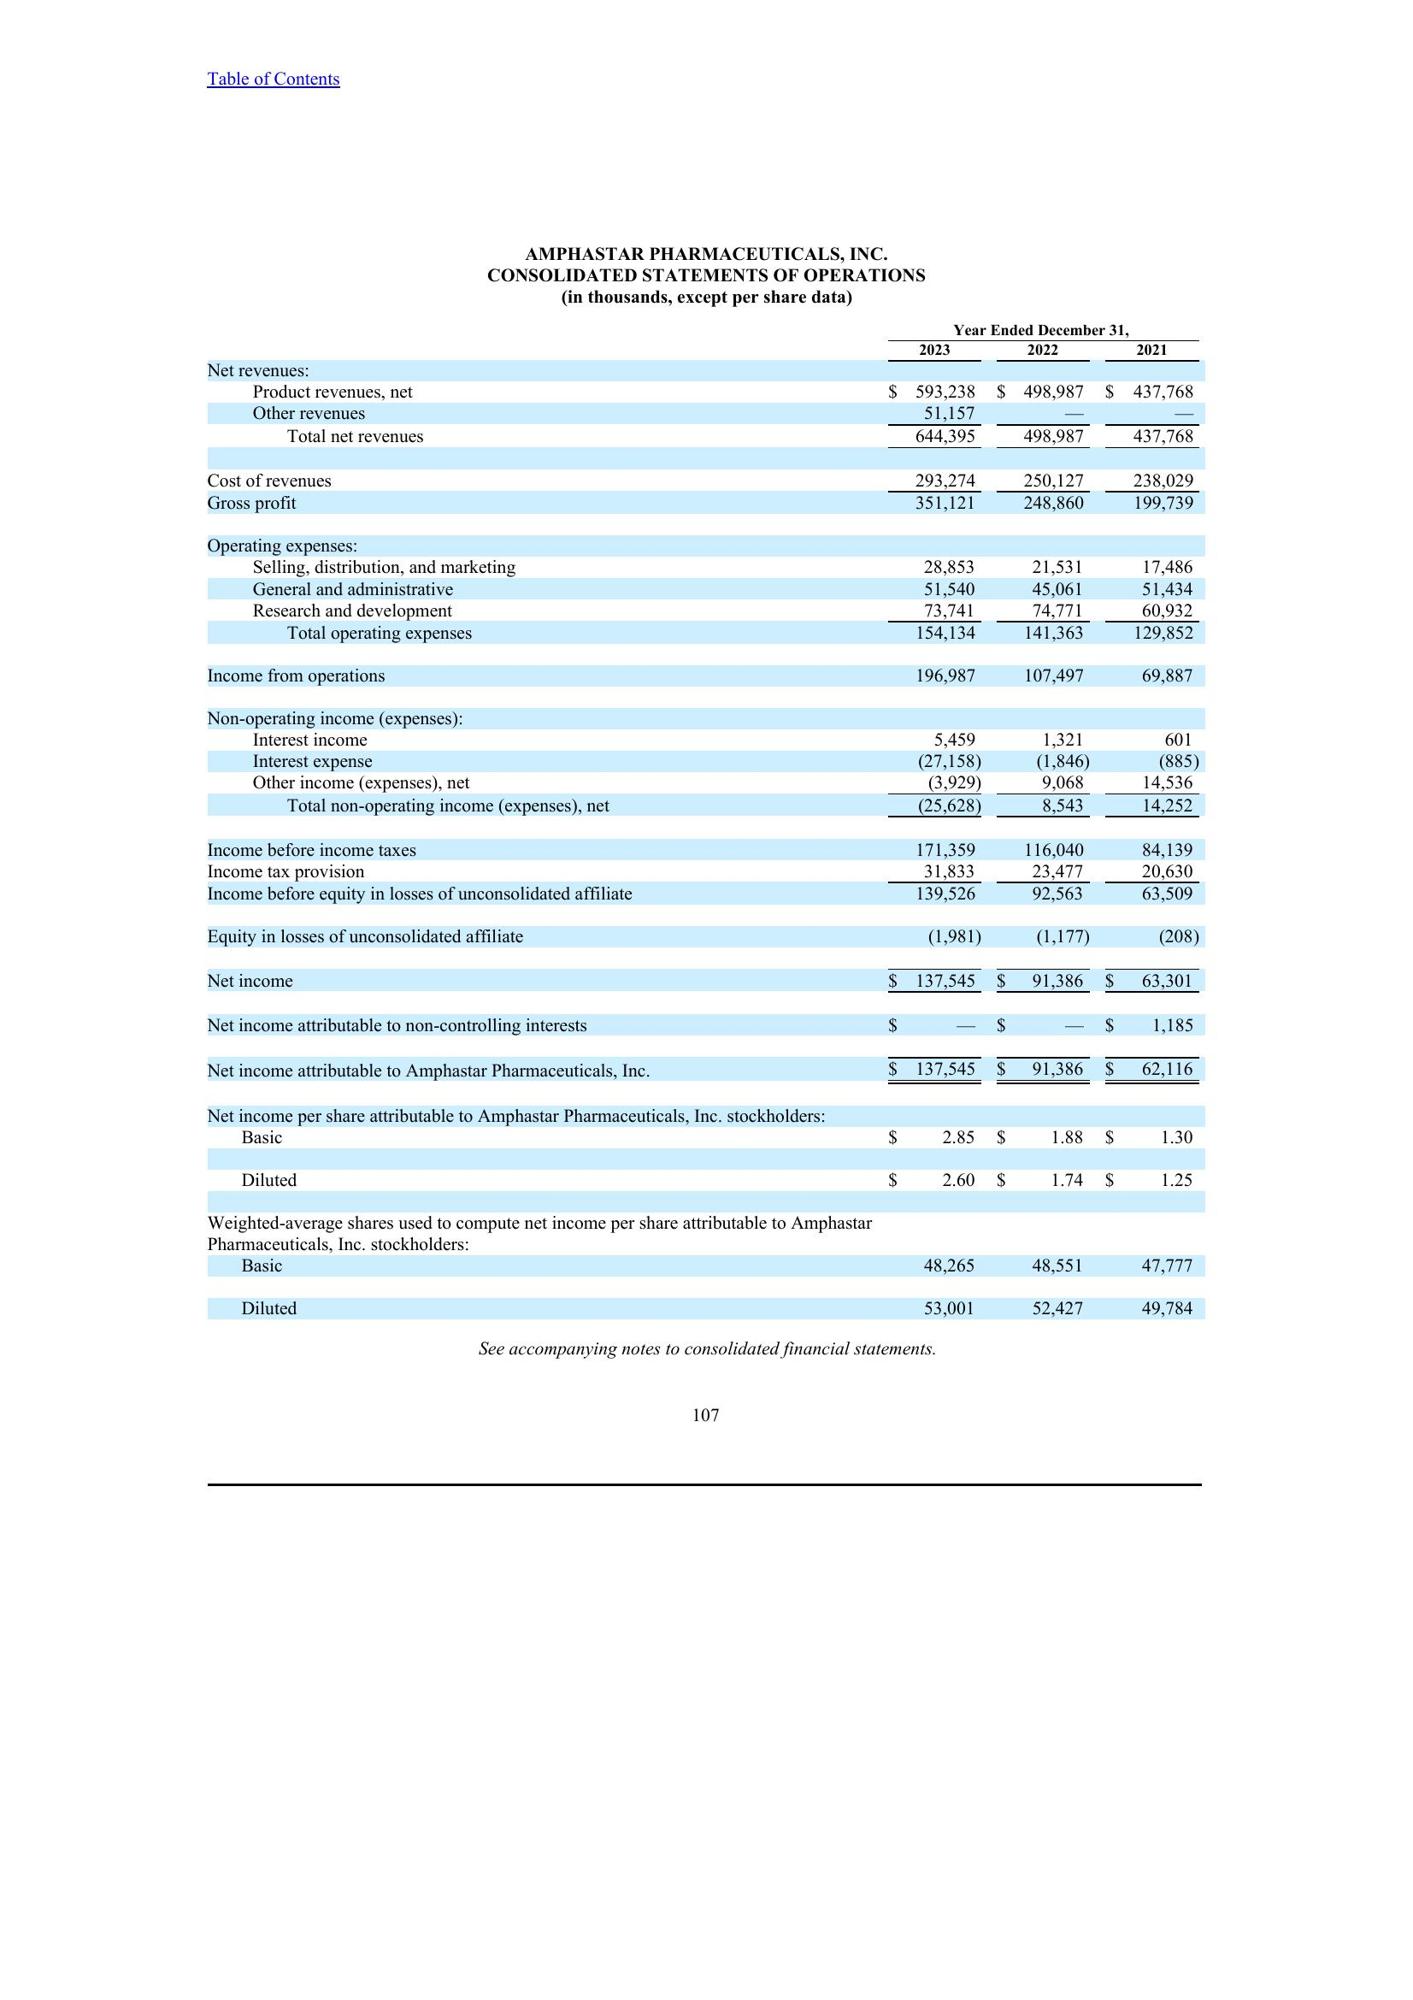 Table of Contents
AMPHASTAR PHARMACEUTICALS, INC.
CONSOLIDATED STATEMENTS OF OPERATIONS
(in thousands, except per share data)
Year Ended December 31,
2023 2022 2021
Net revenues:
Product revenues, net $ 593,238 $ 498,987 $ 437,768
Other revenues 51,157 — —
Total net revenues 644,395 498,987 437,768
Cost of revenues 293,274 250,127 238,029
Gross profit 351,121 248,860 199,739
Operating expenses:
Selling, distribution, and marketing 28,853 21,531 17,486
General and administrative 51,540 45,061 51,434
Research and development 73,741 74,771 60,932
Total operating expenses 154,134 141,363 129,852
Income from operations 196,987 107,497 69,887
Non-operating income (expenses):
Interest income 5,459 1,321 601
Interest expense (27,158) (1,846) (885)
Other income (expenses), net (3,929) 9,068 14,536
Total non-operating income (expenses), net (25,628) 8,543 14,252
Income before income taxes 171,359 116,040 84,139
Income tax provision 31,833 23,477 20,630
Income before equity in losses of unconsolidated affiliate 139,526 92,563 63,509
Equity in losses of unconsolidated affiliate (1,981) (1,177) (208)
Net income $ 137,545 $ 91,386 $ 63,301
Net income attributable to non-controlling interests $ — $ — $ 1,185
Net income attributable to Amphastar Pharmaceuticals, Inc. $ 137,545 $ 91,386 $ 62,116
Net income per share attributable to Amphastar Pharmaceuticals, Inc. stockholders:
Basic $ 2.85 $ 1.88 $ 1.30
Diluted $ 2.60 $ 1.74 $ 1.25
Weighted-average shares used to compute net income per share attributable to Amphastar
Pharmaceuticals, Inc. stockholders:
Basic 48,265 48,551 47,777
Diluted 53,001 52,427 49,784
See accompanying notes to consolidated financial statements.
107